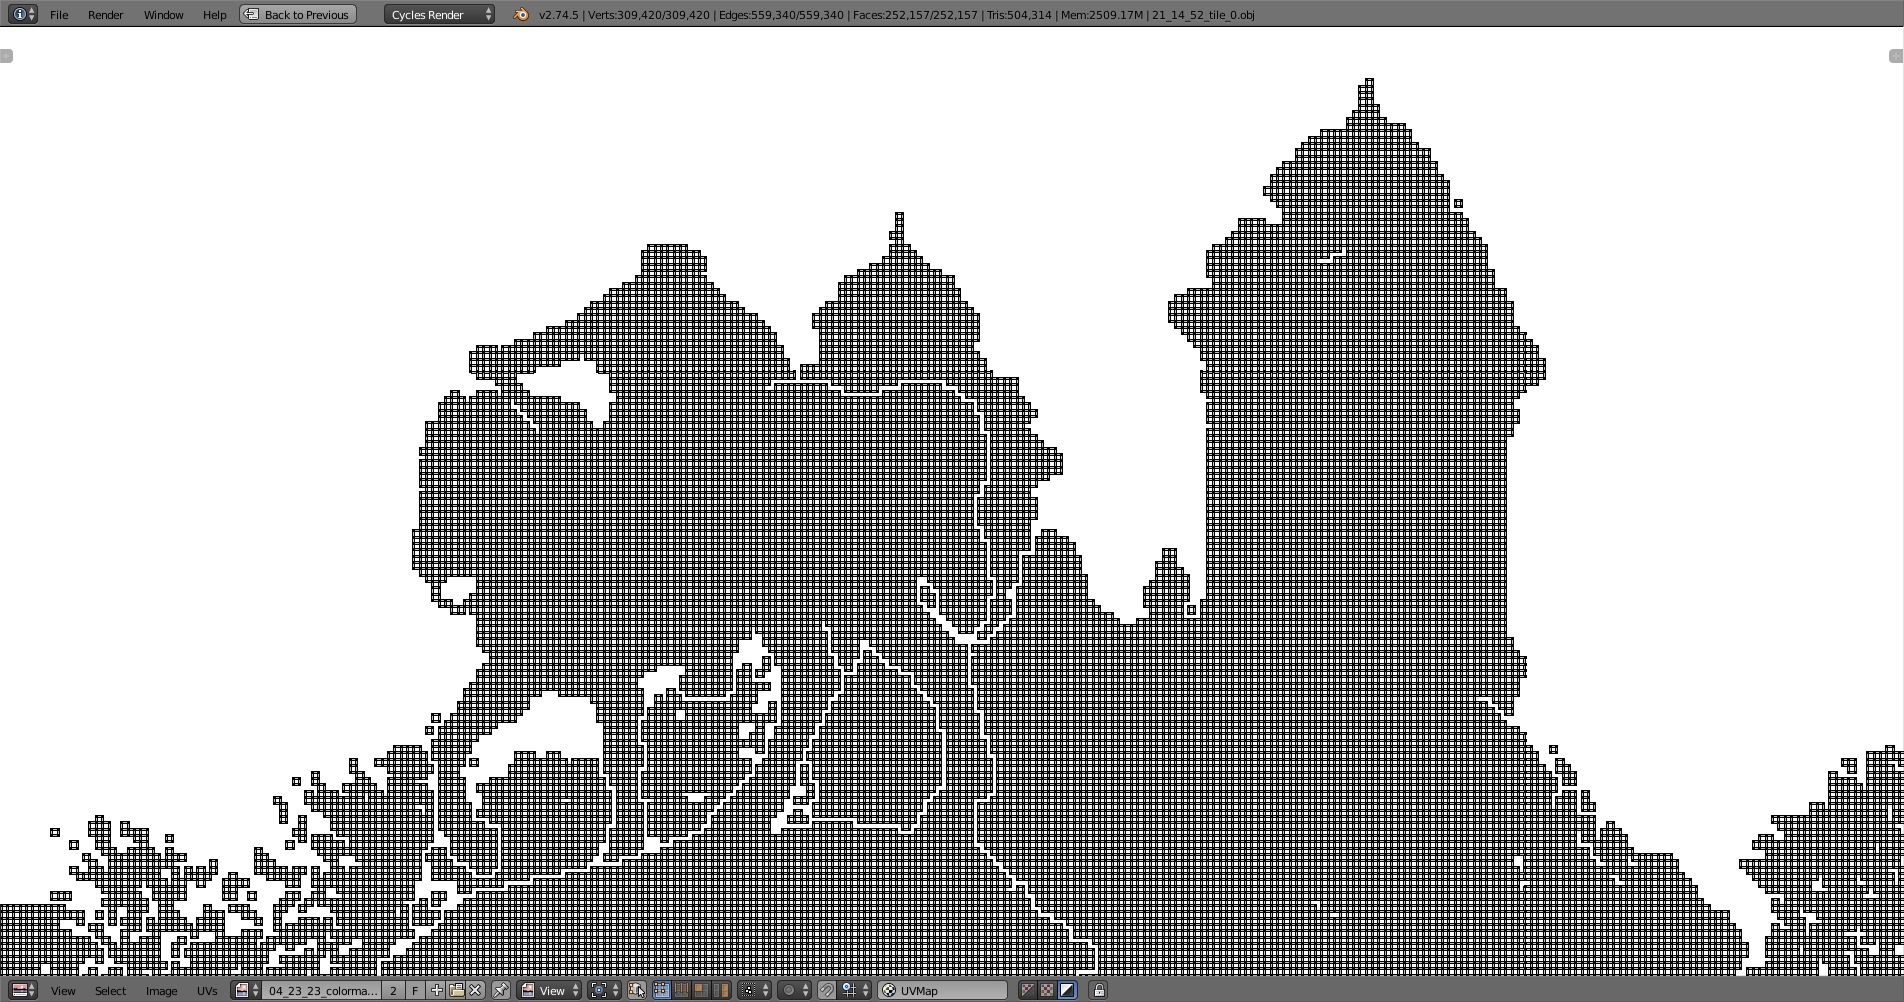 File Render Window Help Back to Previous Cycles Render v2.74.5 | Verts:309,420/309,420 | Edges:559,340/559,340 | Faces:252,157/252,157 | Tris:504,314 | Mem:2509.17M | 21_14_52_tile_0.obj
View Select Image UVs 04_23_23_colorma... 2 F View UVMap